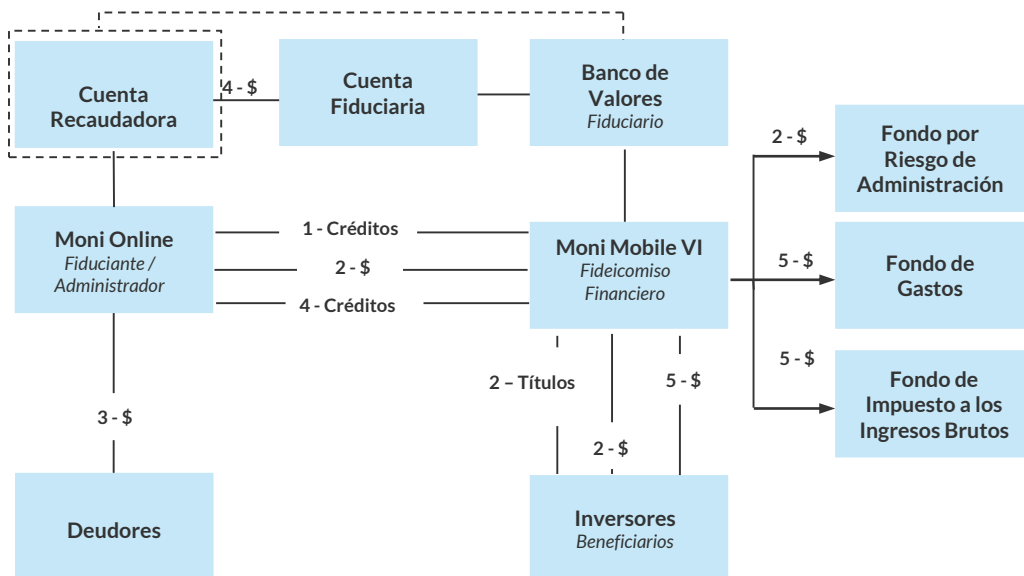 Cuenta
Recaudadora
4 - $
Cuenta
Fiduciaria
Banco de
Valores
Fiduciario
2 - $
Fondo por
Riesgo de
Administración
Moni Online
Fiduciante /
Administrador
1 - Créditos
2 - $
4 - Créditos
Moni Mobile VI
Fideicomiso
Financiero
5 - $
Fondo de
Gastos
5 - $
Fondo de
Impuesto a los
Ingresos Brutos
3 - $
2 – Títulos
2 - $
5 - $
Deudores
Inversores
Beneficiarios